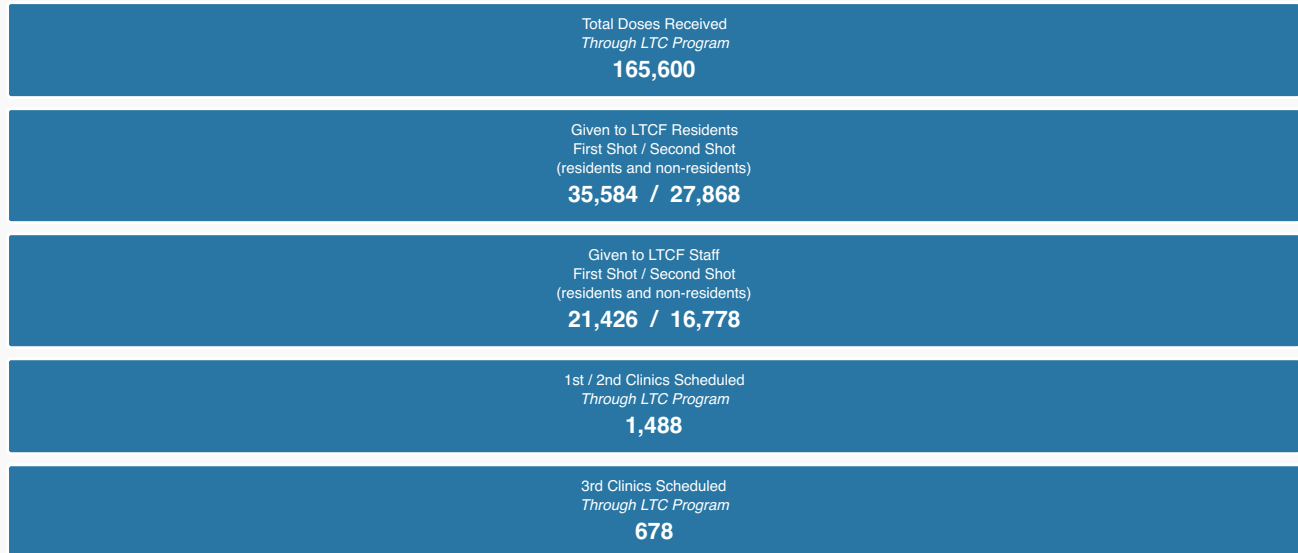 Total Doses Received
Through LTC Program
165,600
Given to LTCF Residents
First Shot / Second Shot
(residents and non-residents)
35,584 / 27,868
Given to LTCF Staff
First Shot / Second Shot
(residents and non-residents)
21,426 / 16,778
1st / 2nd Clinics Scheduled
Through LTC Program
1,488
3rd Clinics Scheduled
Through LTC Program
678